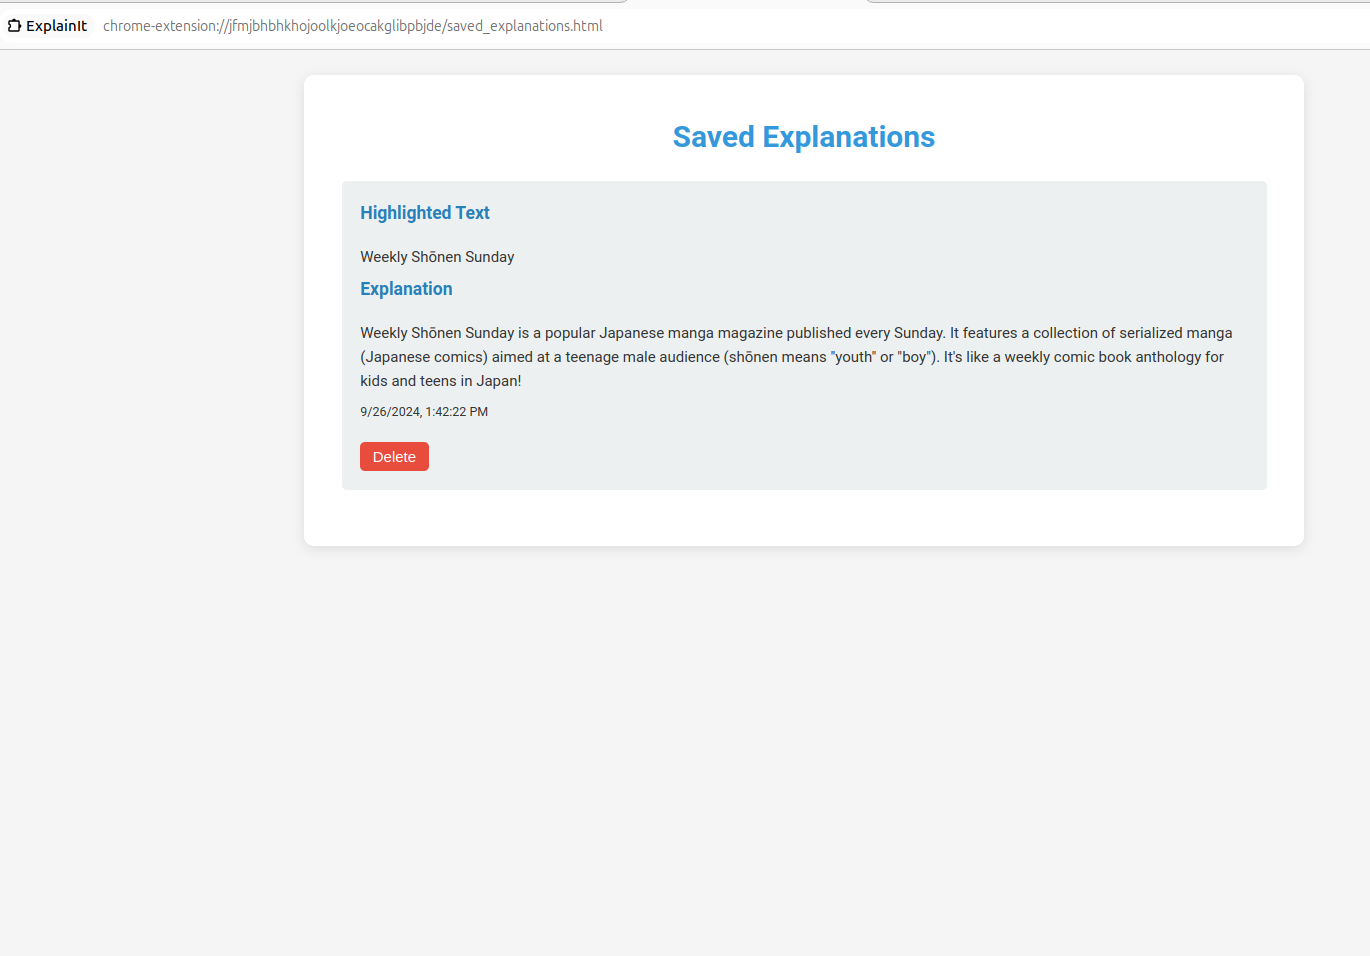 ExplainIt chrome-extension://jfmjbhbhkhojoolkjoeocakglibpbjde/saved_explanations.html
Saved Explanations
Highlighted Text
Weekly Shōnen Sunday
Explanation
Weekly Shōnen Sunday is a popular Japanese manga magazine published every Sunday. It features a collection of serialized manga
(Japanese comics) aimed at a teenage male audience (shōnen means "youth" or "boy"). It's like a weekly comic book anthology for
kids and teens in Japan!
9/26/2024, 1:42:22 PM
Delete